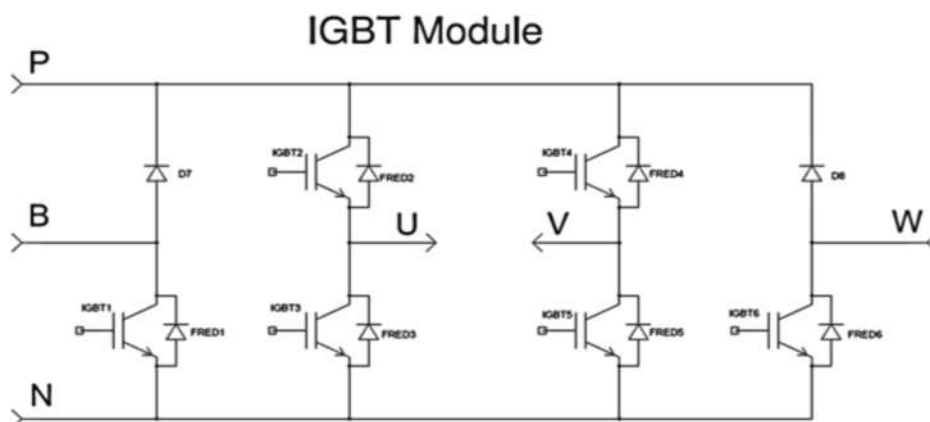 IGBT Module
P
IGBT2
IGBT4
D7
FRED2
FRED4
D8
B
U
V
W
IGBT1
IGBT3
IGBT5
IGBT6
FRED1
FRED3
FRED5
FRED6
N